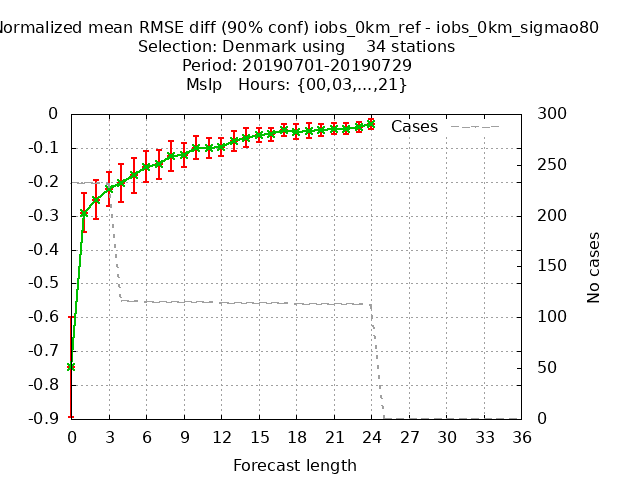 Normalized mean RMSE diff (90% conf) iobs_0km_ref - iobs_0km_sigmao80
Selection: Denmark using    34 stations
Period: 20190701-20190729
Mslp   Hours: {00,03,...,21}
Cases
0
-0.1
-0.2
-0.3
-0.4
-0.5
-0.6
-0.7
-0.8
-0.9
300
250
200
150
100
50
0
No cases
0 3 6 9 12 15 18 21 24 27 30 33 36
Forecast length